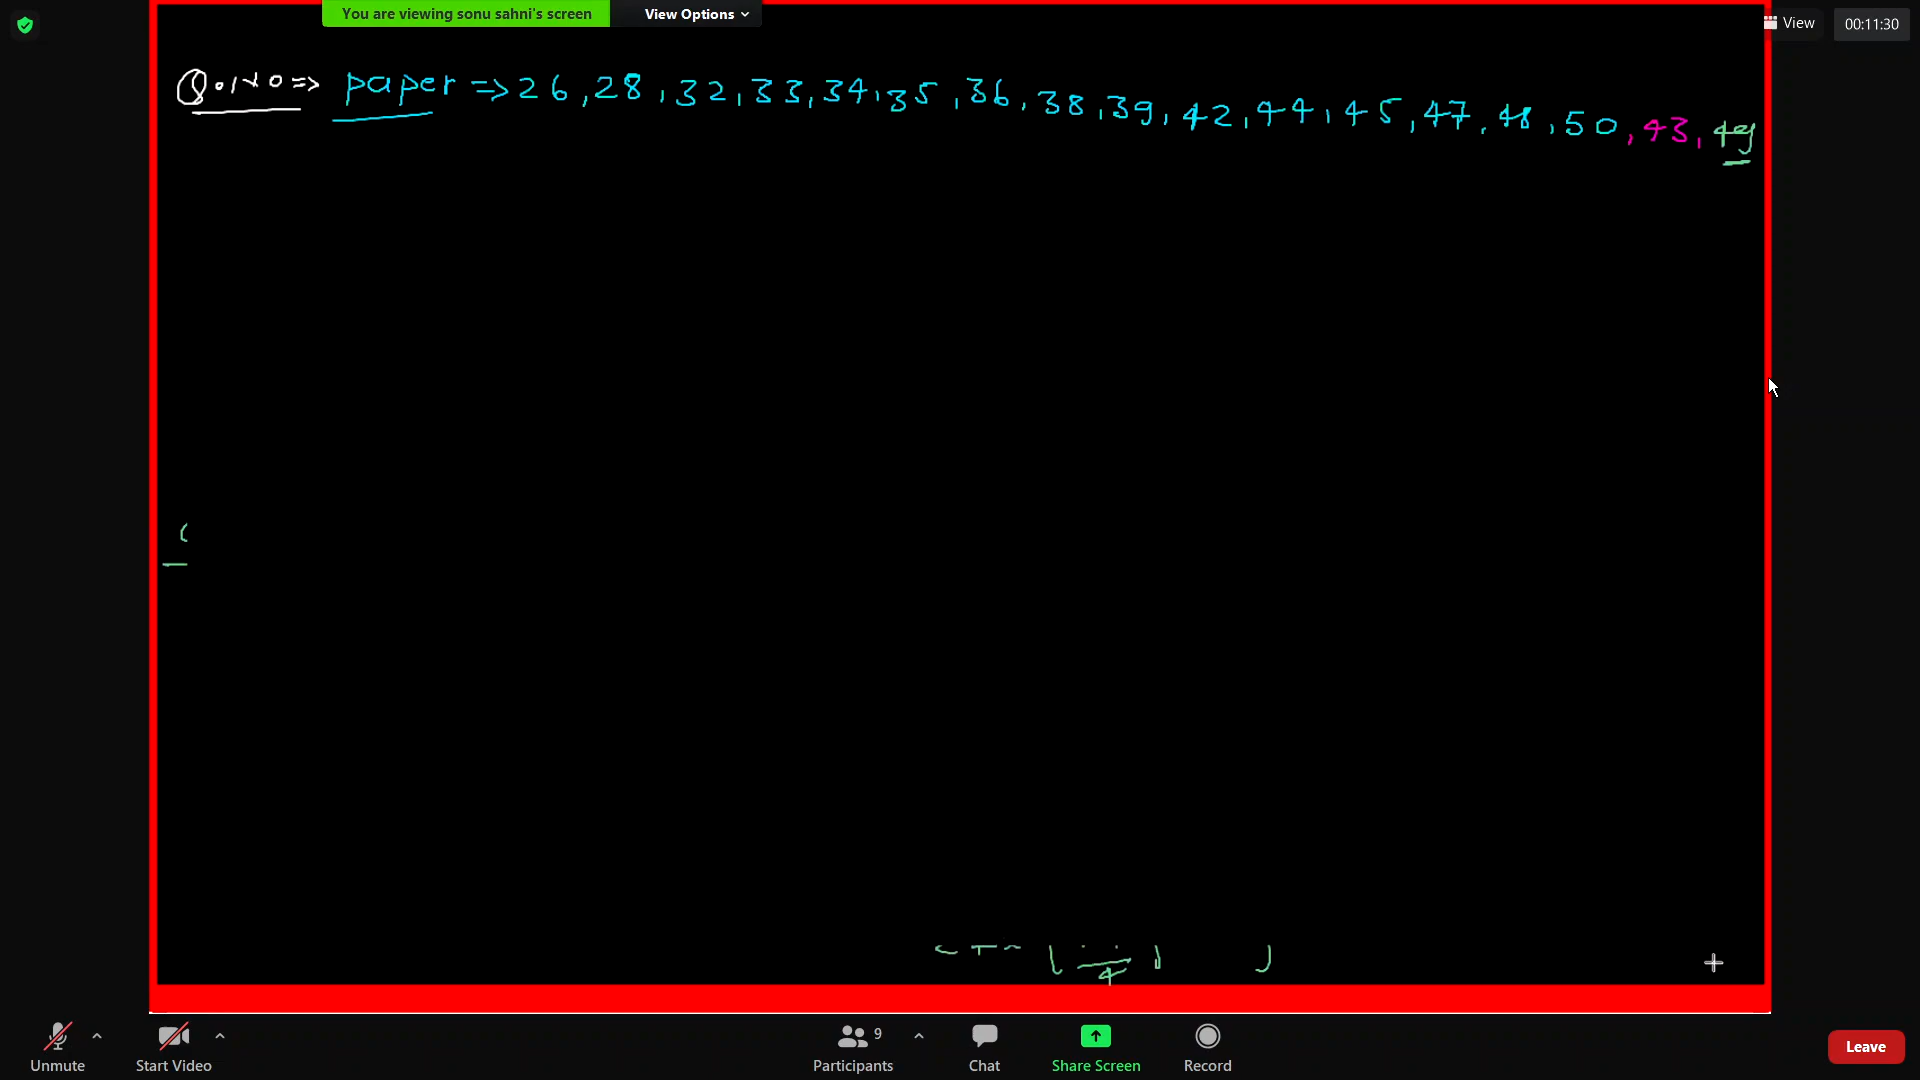 You are viewing sonu sahni's screen View Options
View 00:11:30
Q.No => paper => 26, 28, 32, 33, 34, 35, 36, 38, 39, 42, 44, 45, 47, 48, 50, 43, 49
4
Unmute Start Video 9 Participants Chat Share Screen Record Leave